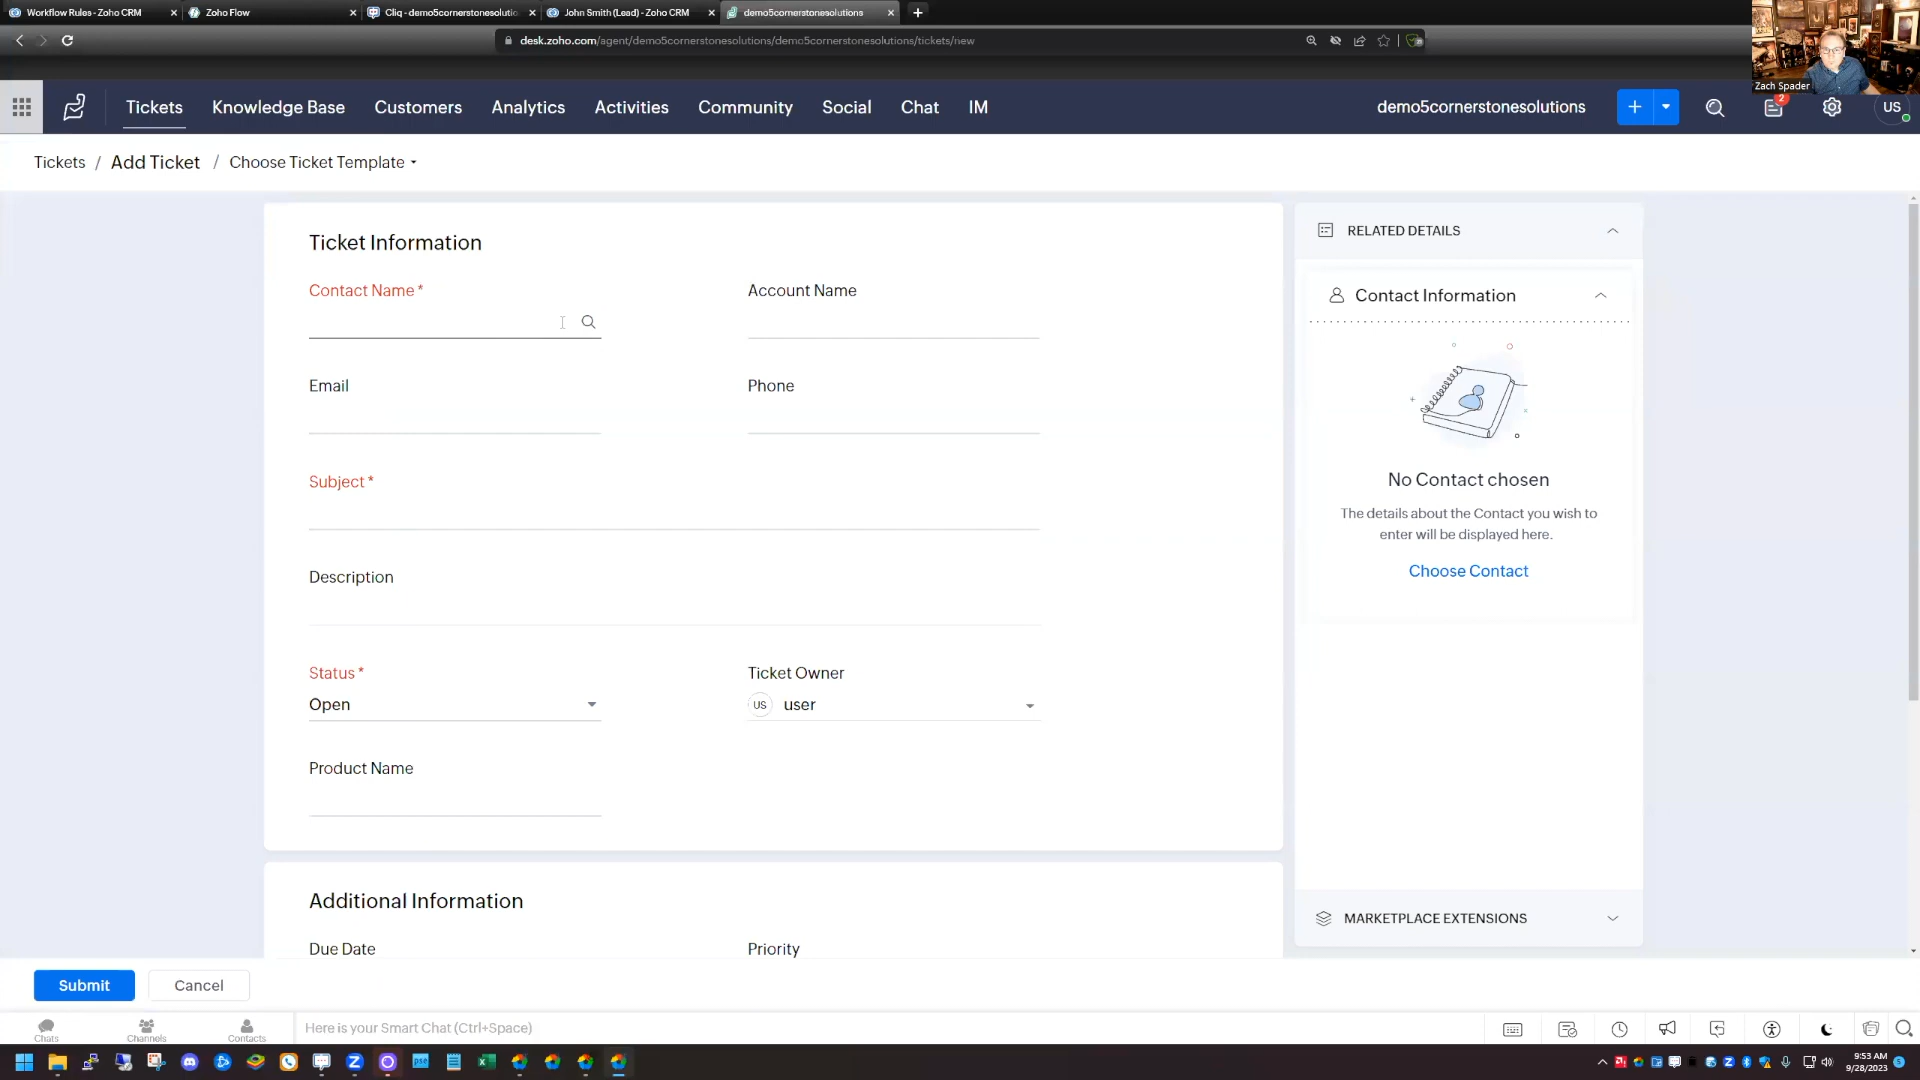 Workflow Rules - Zoho CRM
Zoho Flow
Cliq - demo5cornerstonesolutio
John Smith (Lead) - Zoho CRM
demo5cornerstonesolutions
desk.zoho.com/agent/demo5cornerstonesolutions/demo5cornerstonesolutions/tickets/new
Zach Spader
Tickets
Knowledge Base
Customers
Analytics
Activities
Community
Social
Chat
IM
demo5cornerstonesolutions
2
US
Tickets / Add Ticket / Choose Ticket Template
Ticket Information
Contact Name *
Account Name
Email
Phone
Subject *
Description
Status *
Ticket Owner
Open
US user
Product Name
Additional Information
Due Date
Priority
RELATED DETAILS
Contact Information
No Contact chosen
The details about the Contact you wish to
enter will be displayed here.
Choose Contact
MARKETPLACE EXTENSIONS
Submit
Cancel
Chats
Channels
Contacts
Here is your Smart Chat (Ctrl+Space)
9:53 AM
9/28/2023